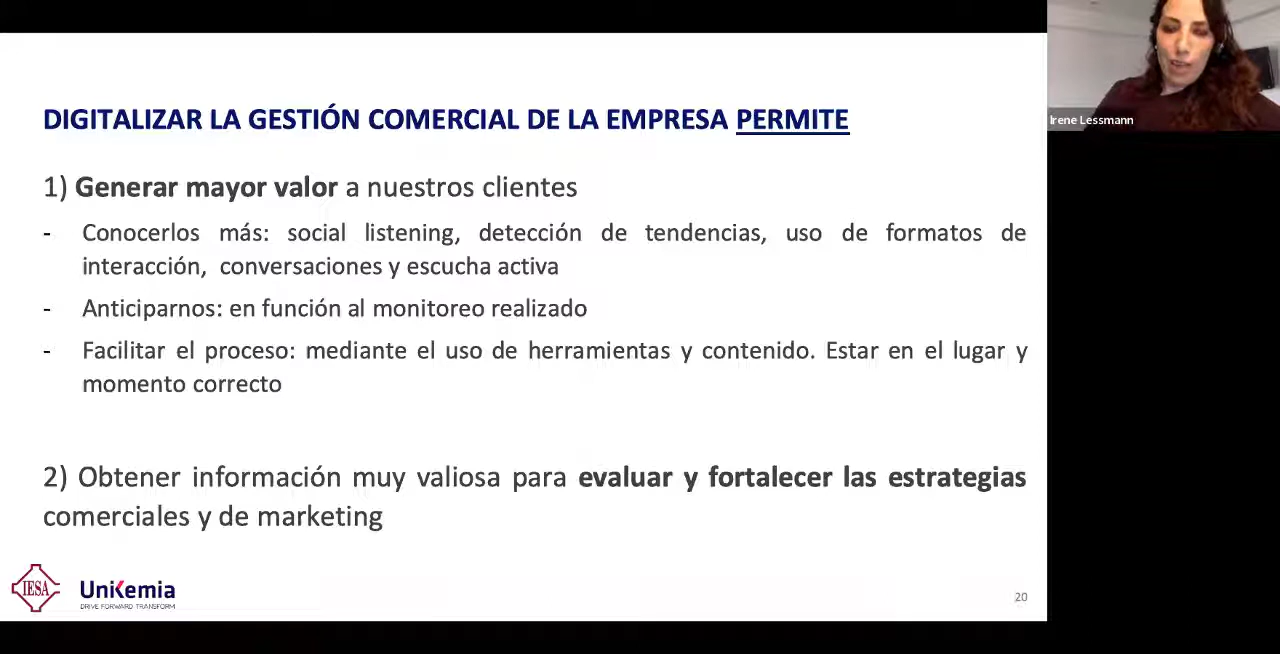 DIGITALIZAR LA GESTIÓN COMERCIAL DE LA EMPRESA PERMITE
Irene Lessmann
1) Generar mayor valor a nuestros clientes
- Conocerlos más: social listening, detección de tendencias, uso de formatos de
interacción, conversaciones y escucha activa
- Anticiparnos: en función al monitoreo realizado
- Facilitar el proceso: mediante el uso de herramientas y contenido. Estar en el lugar y
momento correcto
2) Obtener información muy valiosa para evaluar y fortalecer las estrategias
comerciales y de marketing
IESA
UniKemia
DRIVE FORWARD TRANSFORM
20